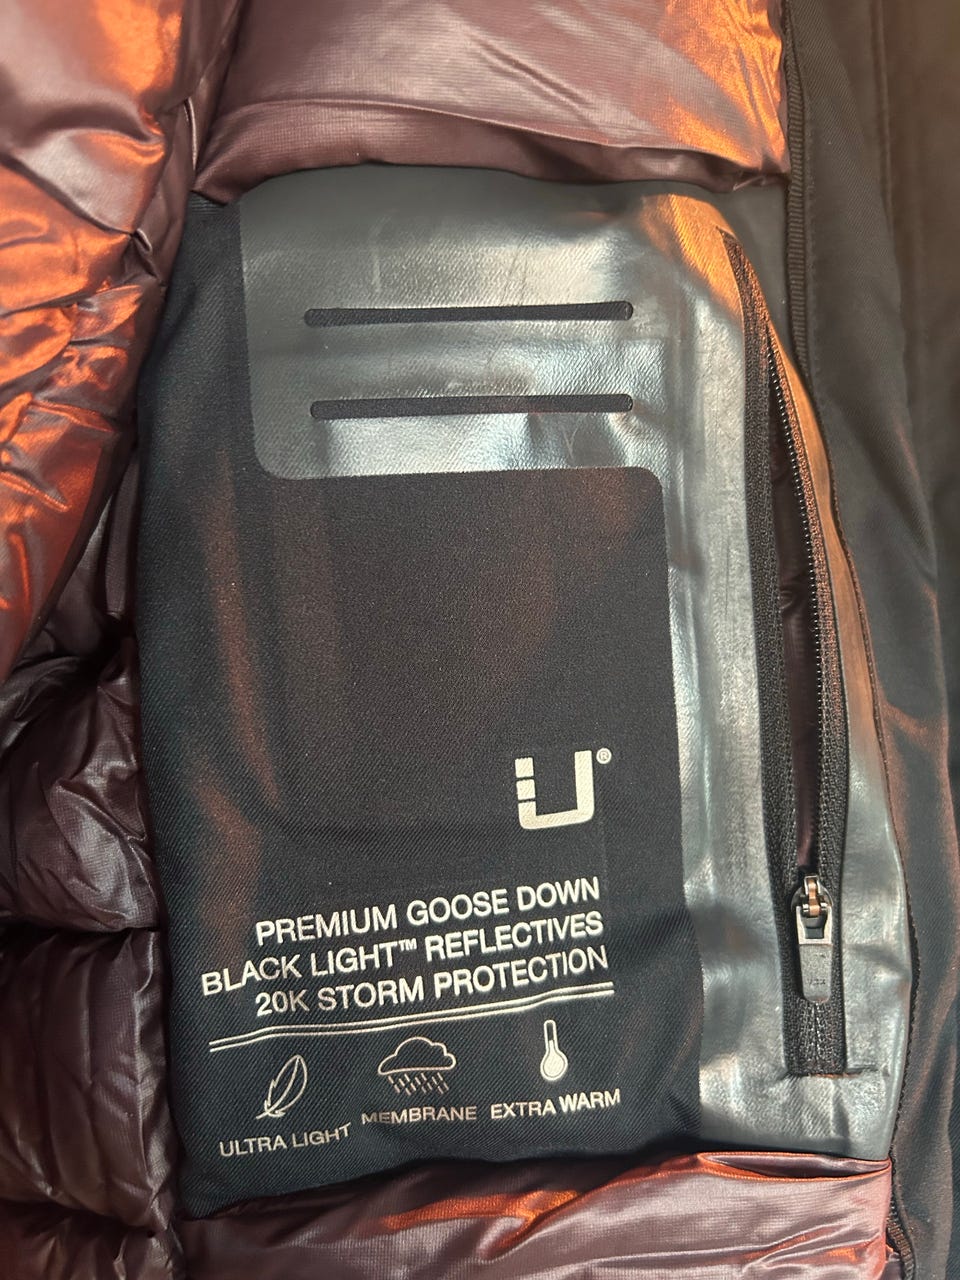 U®
PREMIUM GOOSE DOWN
BLACK LIGHT™ REFLECTIVES
20K STORM PROTECTION
ULTRA LIGHT MEMBRANE EXTRA WARM